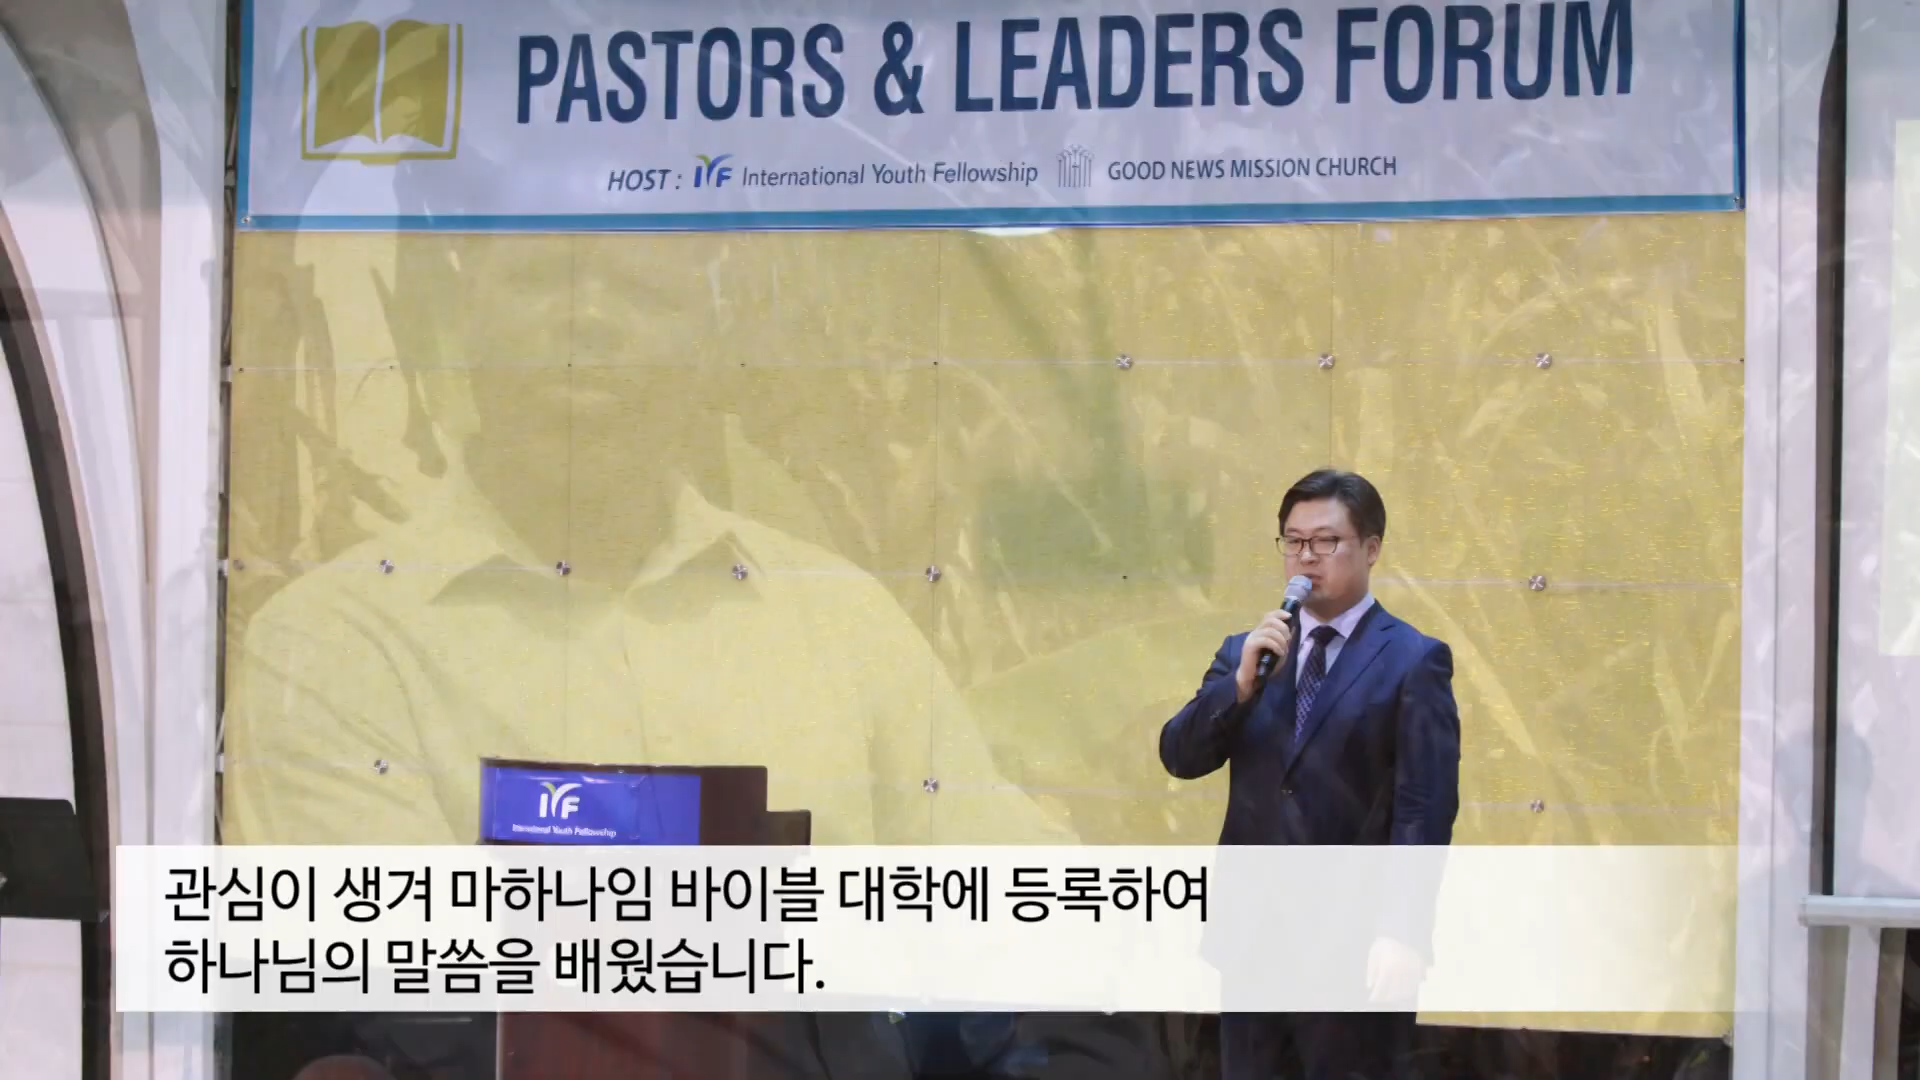 PASTORS & LEADERS FORUM
HOST : IYF International Youth Fellowship GOOD NEWS MISSION CHURCH
IYF
International Youth Fellowship
관심이 생겨 마하나임 바이블 대학에 등록하여
하나님의 말씀을 배웠습니다.